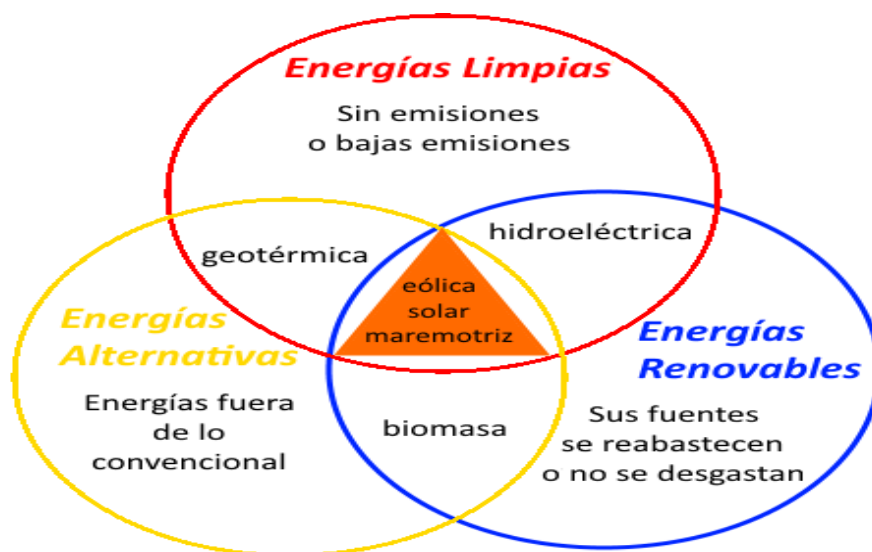 Energías Limpias
Sin emisiones
o bajas emisiones
geotérmica
hidroeléctrica
eólica
solar
maremotriz
Energías
Alternativas
Energías fuera
de lo
convencional
biomasa
Energías
Renovables
Sus fuentes
se reabastecen
o no se desgastan